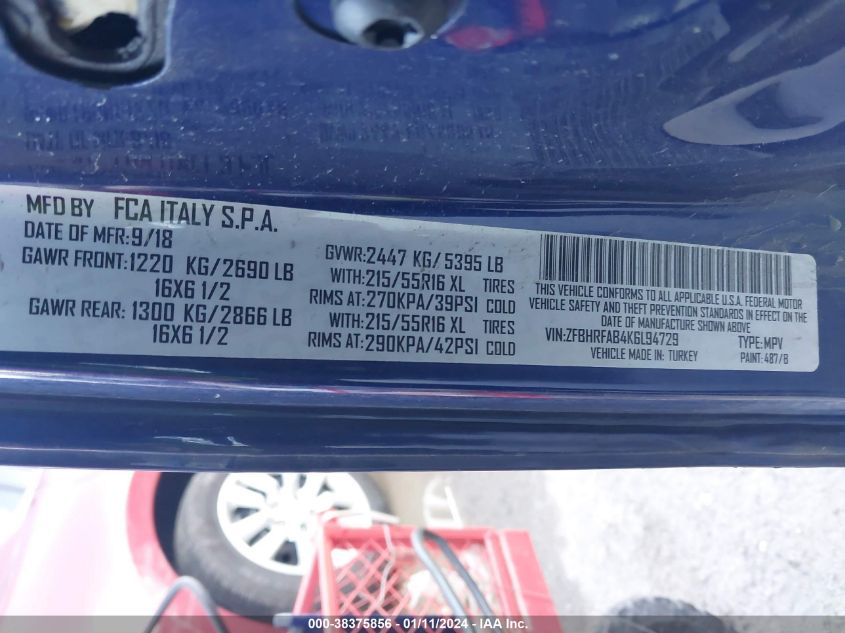 MFD BY FCA ITALY S.P.A.
DATE OF MFR:9/18
GAWR FRONT:1220 KG/2690 LB
16X6 1/2
GAWR REAR: 1300 KG/2866 LB
16X6 1/2
GVWR:2447 KG/5395 LB
WITH:215/55R16 XL TIRES
RIMS AT:270KPA/39PSI COLD
WITH:215/55R16 XL TIRES
RIMS AT:290KPA/42PSI COLD
THIS VEHICLE CONFORMS TO ALL APPLICABLE U.S.A. FEDERAL MOTOR
VEHICLE SAFETY AND THEFT PREVENTION STANDARDS IN EFFECT ON THE
DATE OF MANUFACTURE SHOWN ABOVE
VIN:ZFBHRFAB4K6L94729 TYPE:MPV
VEHICLE MADE IN: TURKEY PAINT: 487/B
000-38375856 - 01/11/2024 - IAA Inc.